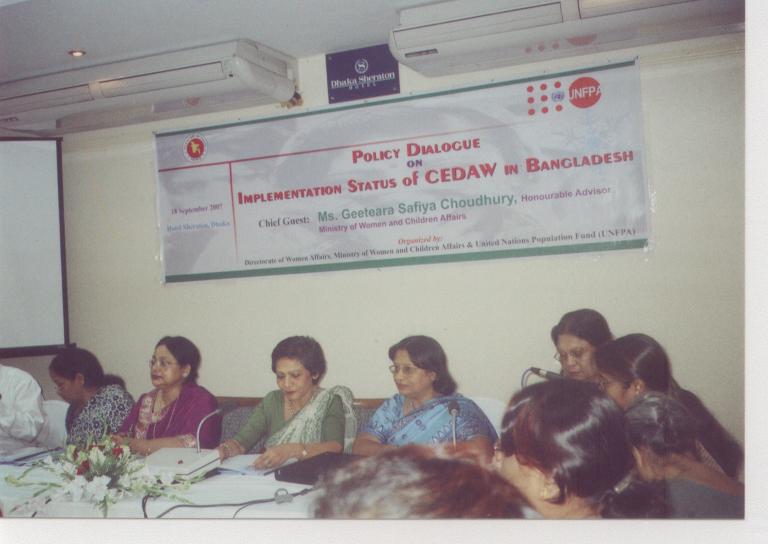 Dhaka Sheraton
HOTEL
UNFPA
POLICY DIALOGUE
ON
IMPLEMENTATION STATUS OF CEDAW IN BANGLADESH
18 September 2007
Hotel Sheraton, Dhaka
Chief Guest: Ms. Geeteara Safiya Choudhury, Honourable Advisor
Ministry of Women and Children Affairs
Organized by:
Directorate of Women Affairs, Ministry of Women and Children Affairs & United Nations Population Fund (UNFPA)